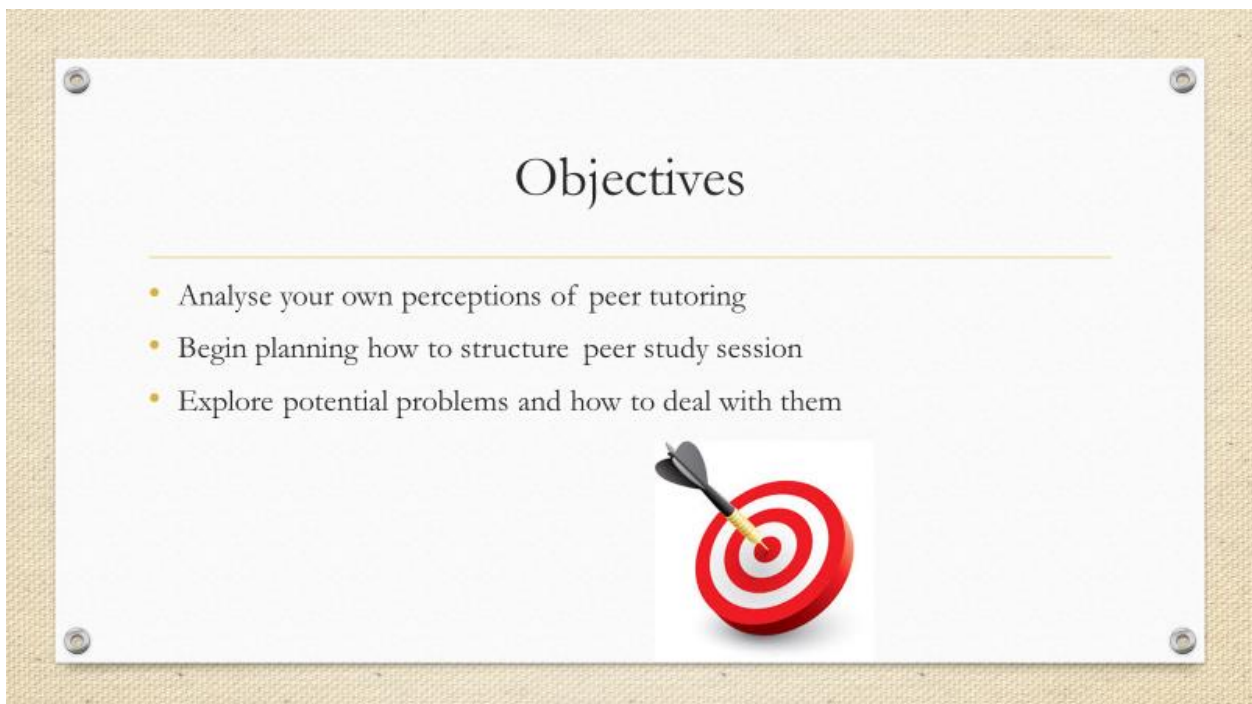 Objectives
• Analyse your own perceptions of peer tutoring
• Begin planning how to structure peer study session
• Explore potential problems and how to deal with them